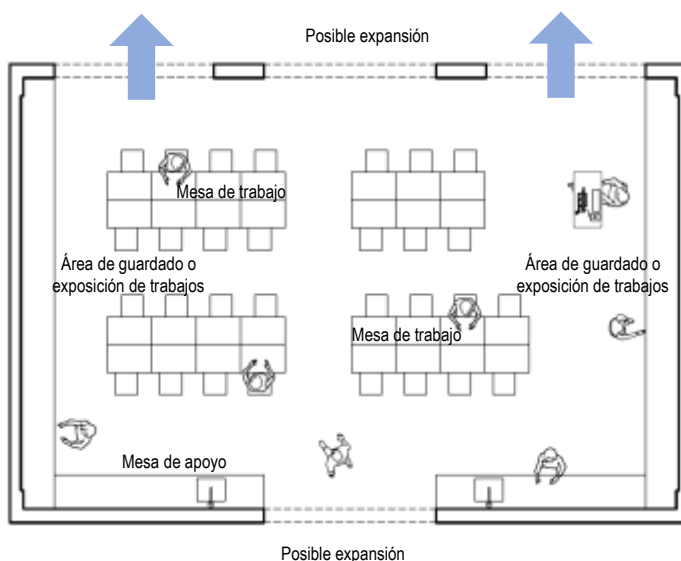 Posible expansión
Mesa de trabajo
Área de guardado o
exposición de trabajos
Área de guardado o
exposición de trabajos
Mesa de trabajo
Mesa de apoyo
Posible expansión